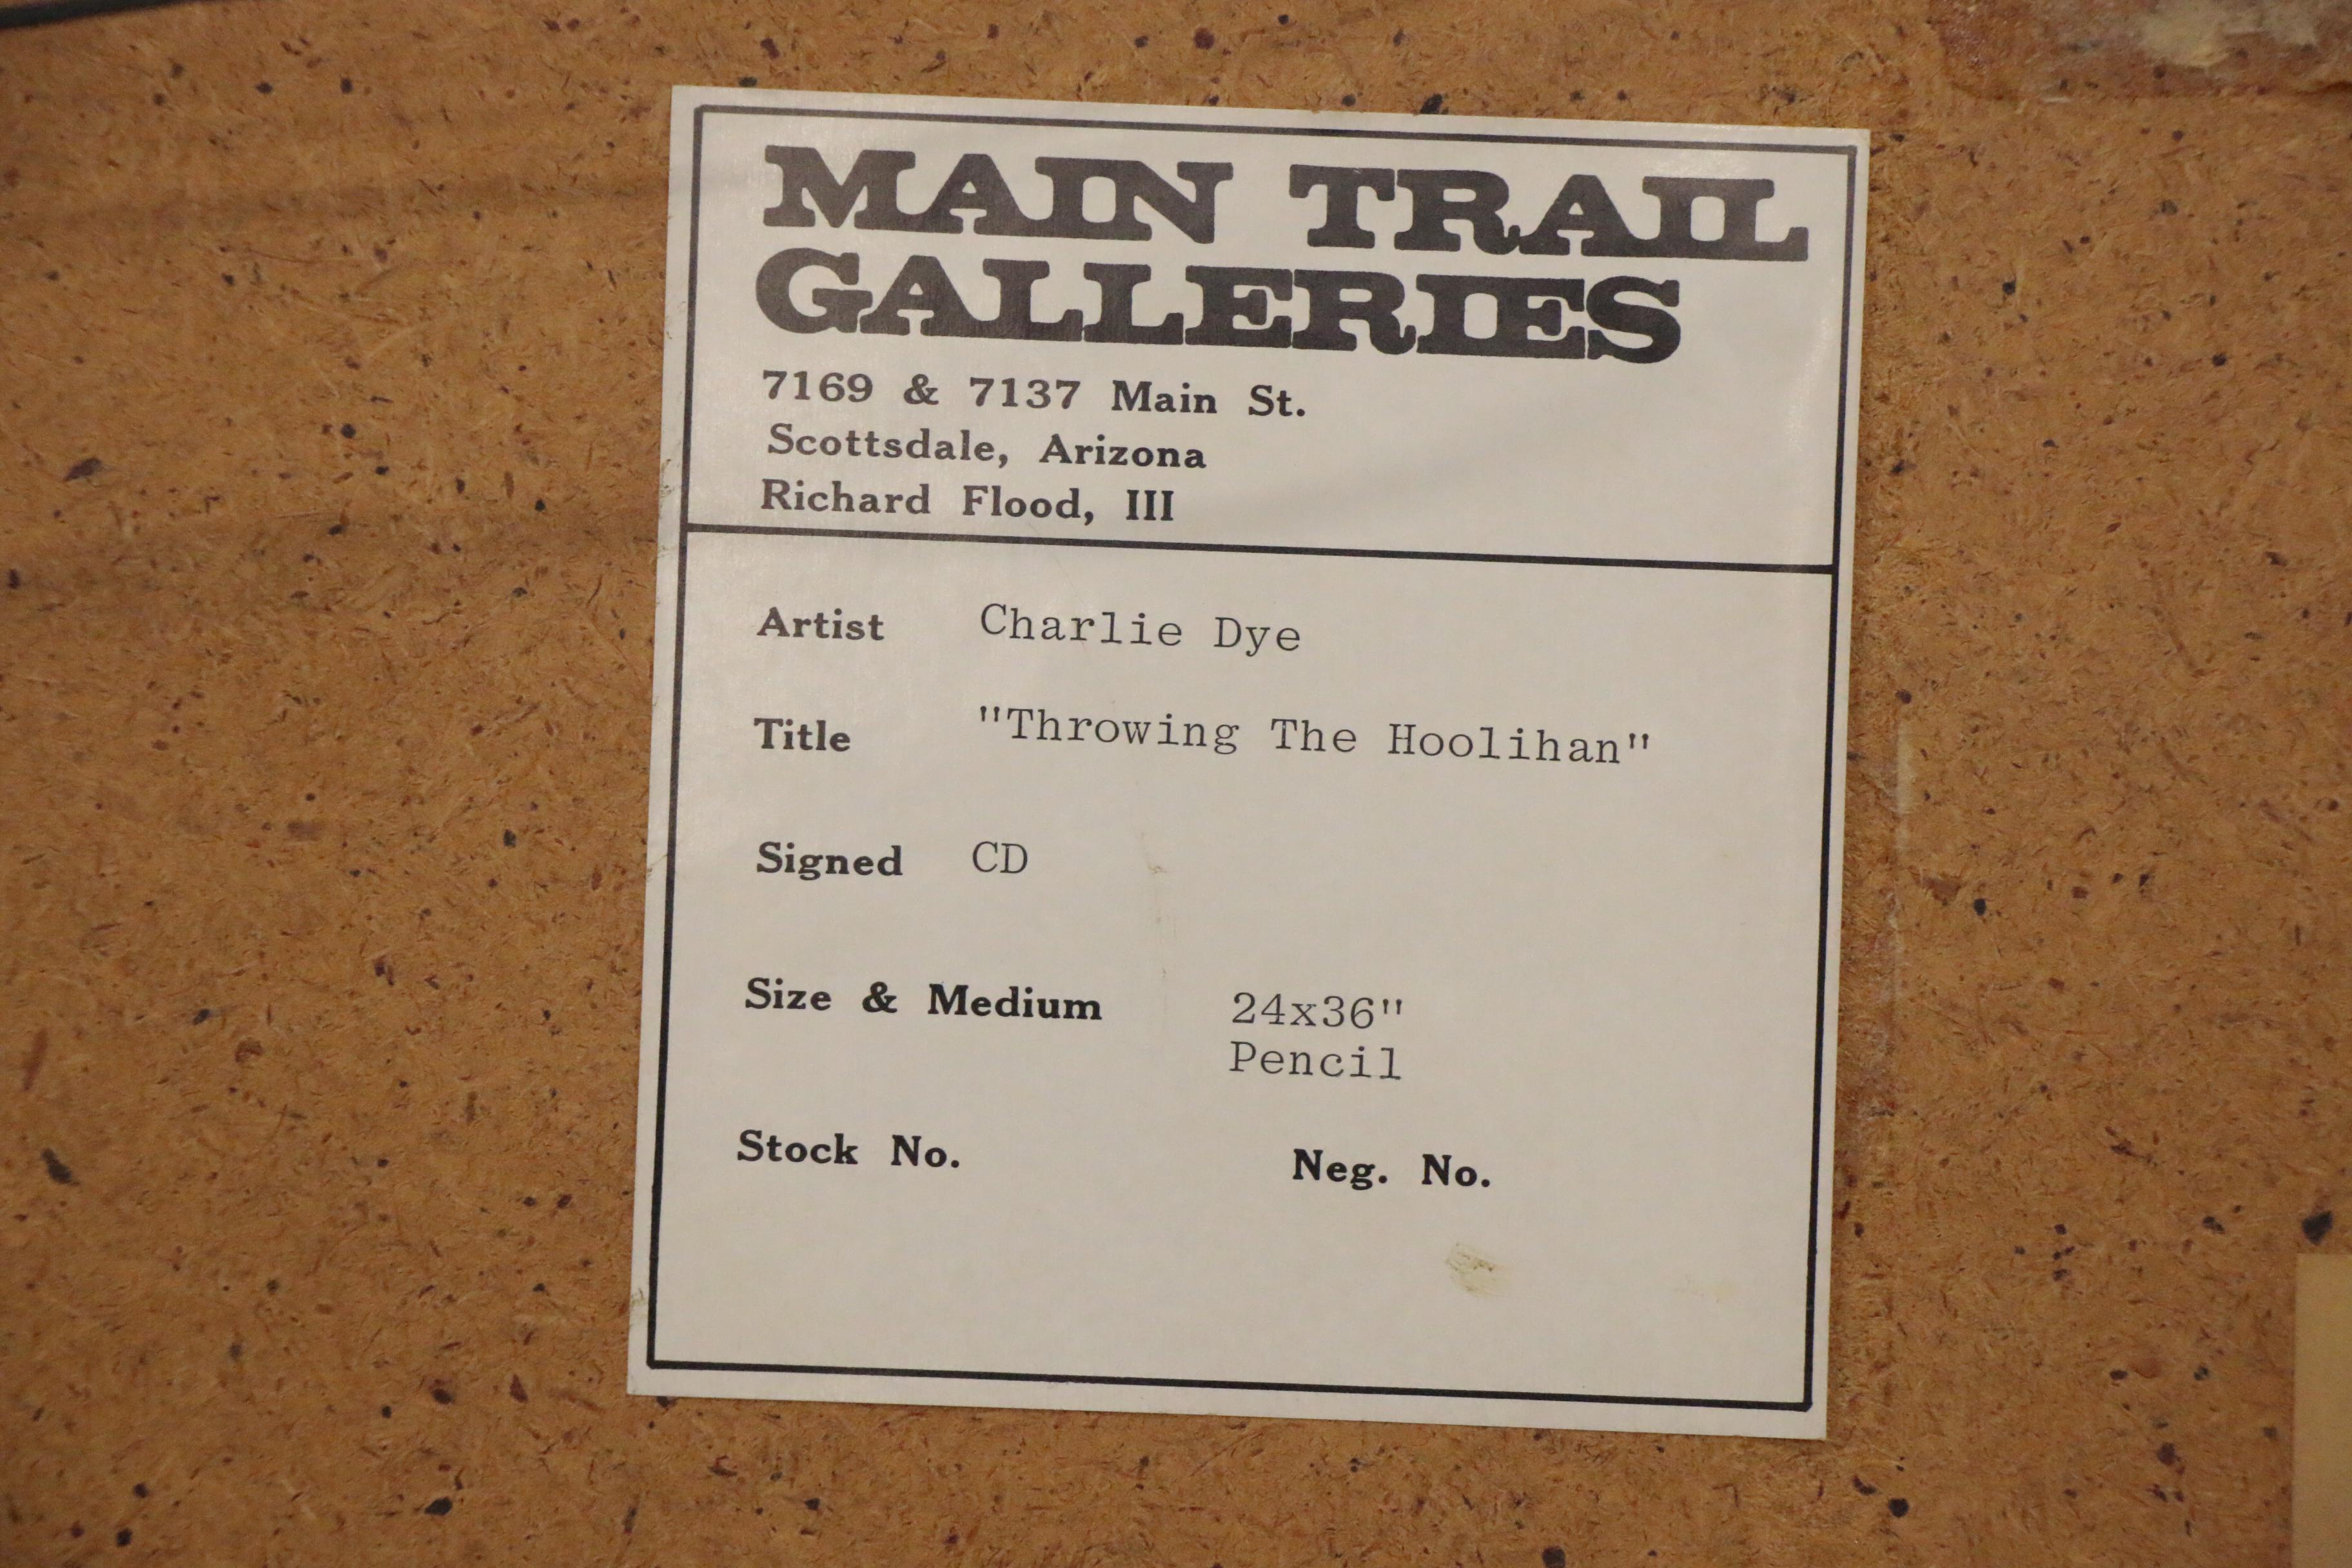 MAIN TRAIL
GALLERIES
7169 & 7137 Main St.
Scottsdale, Arizona
Richard Flood, III
Artist Charlie Dye
Title "Throwing The Hoolihan"
Signed CD
Size & Medium 24x36"
Pencil
Stock No. Neg. No.